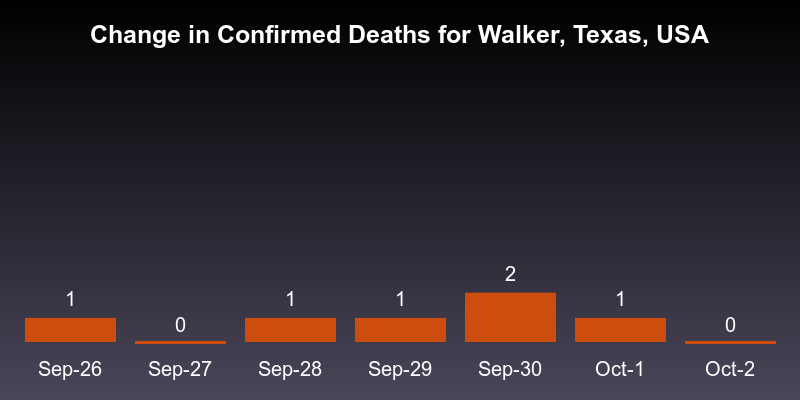 Change in Confirmed Deaths for Walker, Texas, USA
1 0 1 1 2 1 0
Sep-26 Sep-27 Sep-28 Sep-29 Sep-30 Oct-1 Oct-2